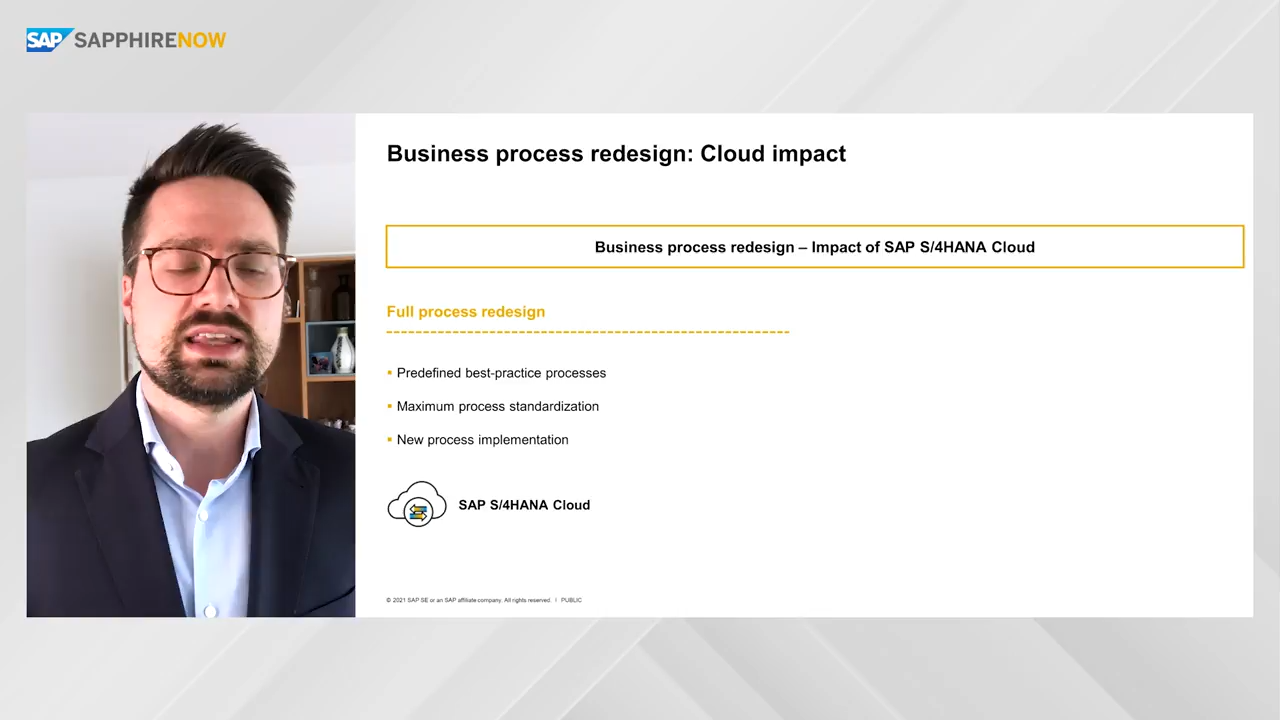 SAP SAPPHIRE NOW
Business process redesign: Cloud impact
Business process redesign – Impact of SAP S/4HANA Cloud
Full process redesign
Predefined best-practice processes
Maximum process standardization
New process implementation
SAP S/4HANA Cloud
© 2021 SAP SE or an SAP affiliate company. All rights reserved. I PUBLIC